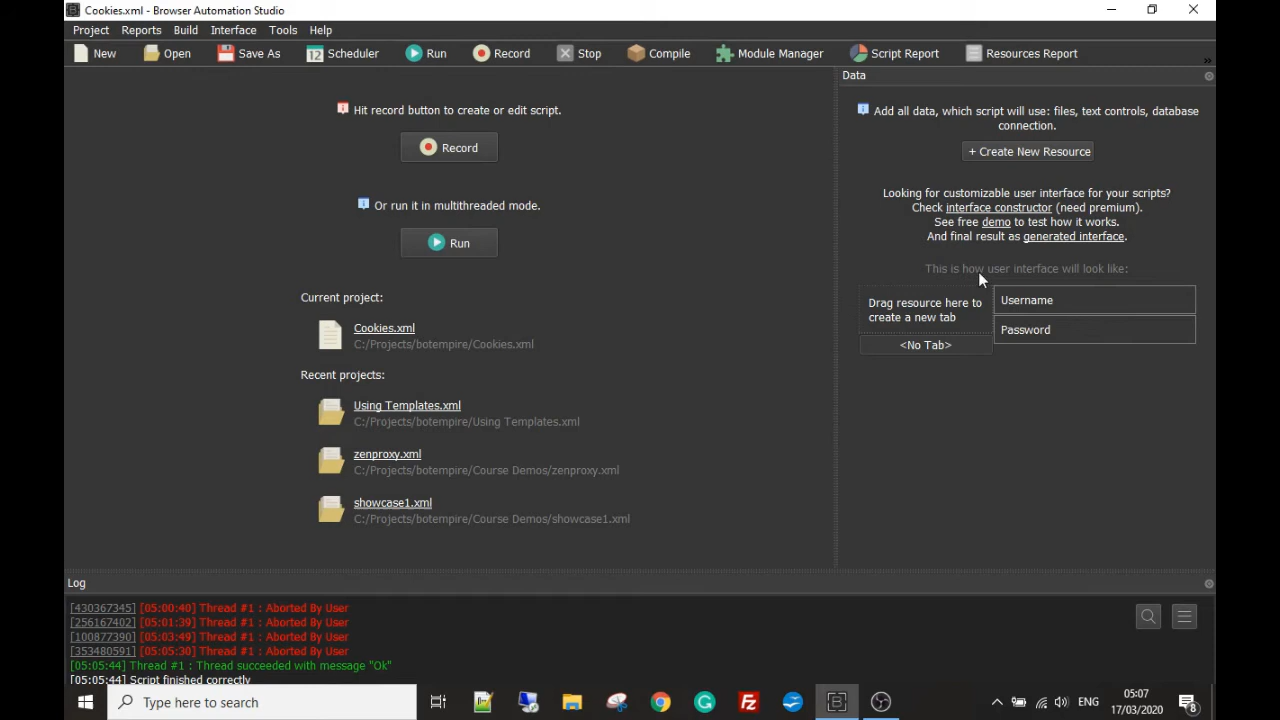 Cookies.xml - Browser Automation Studio
Project Reports Build Interface Tools Help
New Open Save As 12 Scheduler Run Record Stop Compile Module Manager Script Report Resources Report »
Hit record button to create or edit script.
Record
Or run it in multithreaded mode.
Run
Current project:
Cookies.xml
C:/Projects/botempire/Cookies.xml
Recent projects:
Using Templates.xml
C:/Projects/botempire/Using Templates.xml
zenproxy.xml
C:/Projects/botempire/Course Demos/zenproxy.xml
showcase1.xml
C:/Projects/botempire/Course Demos/showcase1.xml
Data
Add all data, which script will use: files, text controls, database
connection.
+ Create New Resource
Looking for customizable user interface for your scripts?
Check interface constructor (need premium).
See free demo to test how it works.
And final result as generated interface.
This is how user interface will look like:
Drag resource here to
create a new tab
<No Tab>
Username
Password
Log
[430367345] [05:00:40] Thread #1 : Aborted By User
[256167402] [05:01:39] Thread #1 : Aborted By User
[100877390] [05:03:49] Thread #1 : Aborted By User
[353480591] [05:05:30] Thread #1 : Aborted By User
[05:05:44] Thread #1 : Thread succeeded with message "Ok"
[05:05:44] Script finished correctly
Type here to search
ENG
05:07
17/03/2020
8